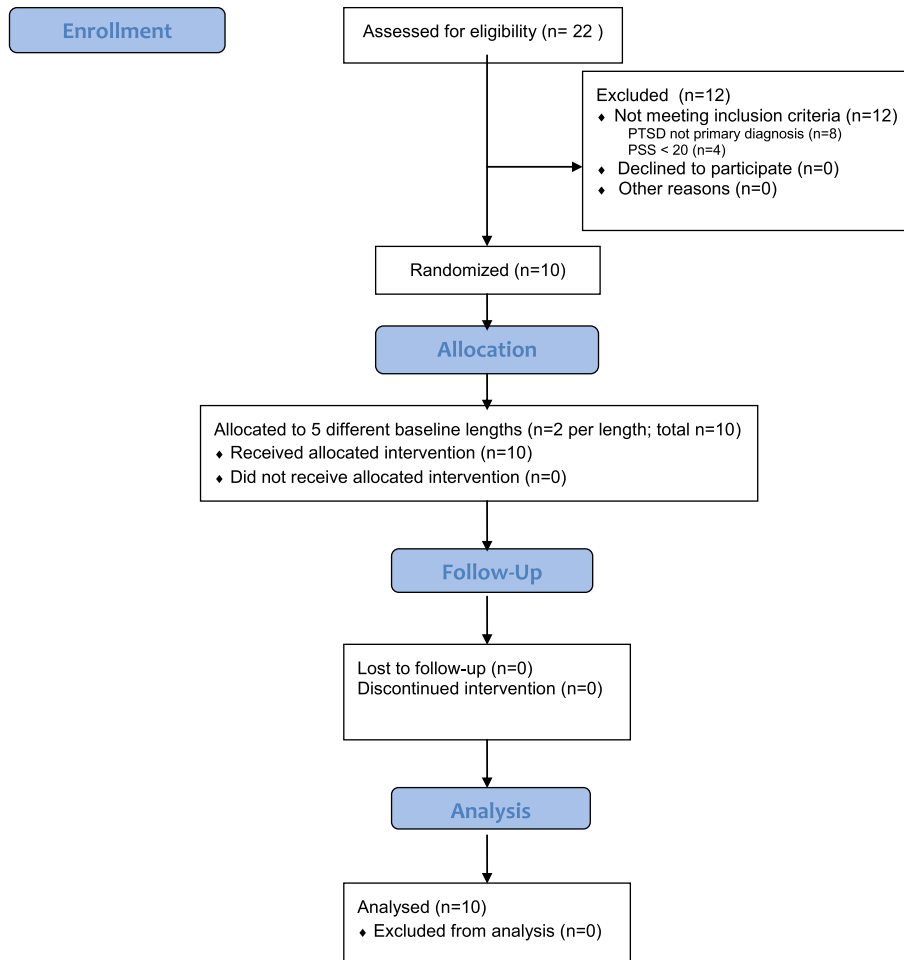 Enrollment
Assessed for eligibility (n= 22 )
Excluded (n=12)
♦ Not meeting inclusion criteria (n=12)
PTSD not primary diagnosis (n=8)
PSS < 20 (n=4)
♦ Declined to participate (n=0)
♦ Other reasons (n=0)
Randomized (n=10)
Allocation
Allocated to 5 different baseline lengths (n=2 per length; total n=10)
♦ Received allocated intervention (n=10)
♦ Did not receive allocated intervention (n=0)
Follow-Up
Lost to follow-up (n=0)
Discontinued intervention (n=0)
Analysis
Analysed (n=10)
♦ Excluded from analysis (n=0)